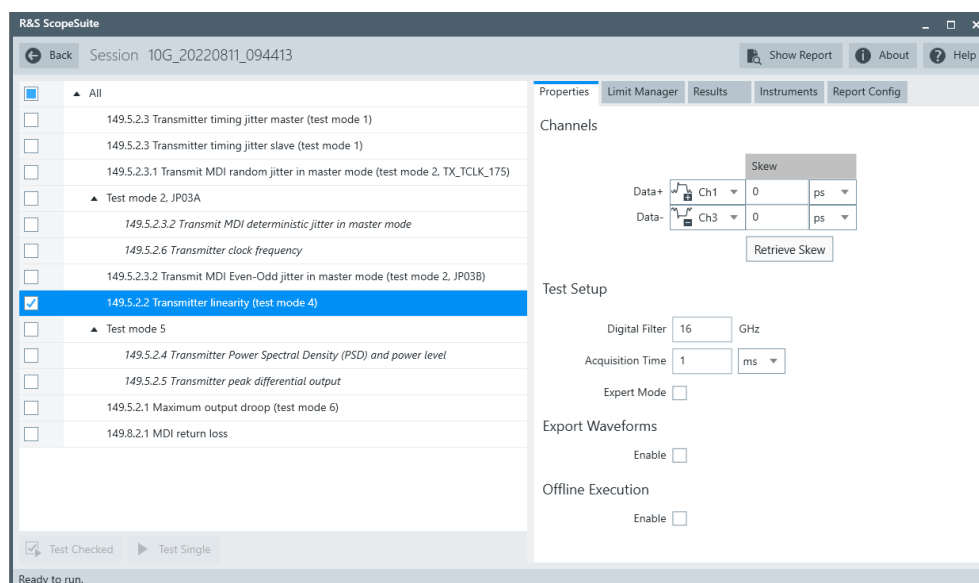 R&S ScopeSuite
Back Session 10G_20220811_094413 Show Report About Help
All
149.5.2.3 Transmitter timing jitter master (test mode 1)
149.5.2.3 Transmitter timing jitter slave (test mode 1)
149.5.2.3.1 Transmit MDI random jitter in master mode (test mode 2, TX_TCLK_175)
Test mode 2, JP03A
149.5.2.3.2 Transmit MDI deterministic jitter in master mode
149.5.2.6 Transmitter clock frequency
149.5.2.3.2 Transmit MDI Even-Odd jitter in master mode (test mode 2, JP03B)
149.5.2.2 Transmitter linearity (test mode 4)
Test mode 5
149.5.2.4 Transmitter Power Spectral Density (PSD) and power level
149.5.2.5 Transmitter peak differential output
149.5.2.1 Maximum output droop (test mode 6)
149.8.2.1 MDI return loss
Test Checked Test Single
Properties Limit Manager Results Instruments Report Config
Channels
Skew
Data+ Ch1 0 ps
Data- Ch3 0 ps
Retrieve Skew
Test Setup
Digital Filter 16 GHz
Acquisition Time 1 ms
Expert Mode
Export Waveforms
Enable
Offline Execution
Enable
Ready to run.